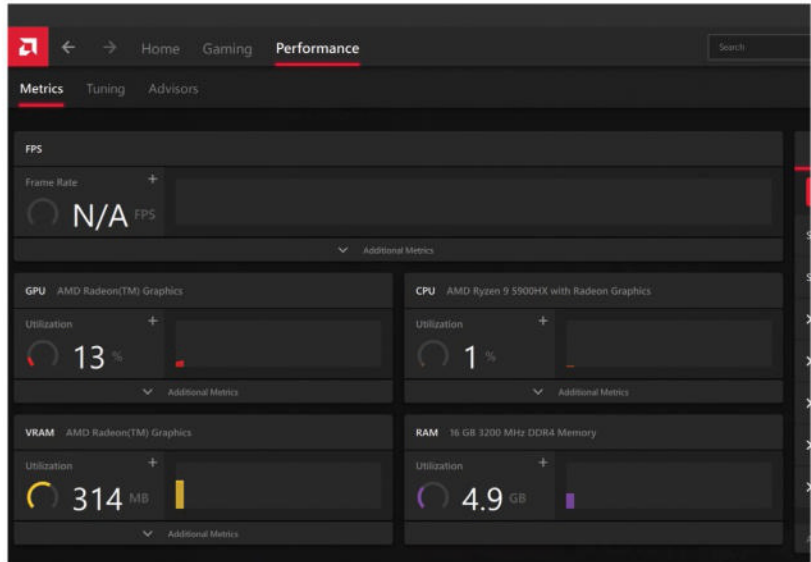 Home Gaming Performance Search
Metrics Tuning Advisors
FPS
Frame Rate +
N/A FPS
Additional Metrics
GPU AMD Radeon(TM) Graphics
Utilization +
13 %
Additional Metrics
CPU AMD Ryzen 9 5900HX with Radeon Graphics
Utilization +
1 %
Additional Metrics
VRAM AMD Radeon(TM) Graphics
Utilization +
314 MB
Additional Metrics
RAM 16 GB 3200 MHz DDR4 Memory
Utilization +
4.9 GB